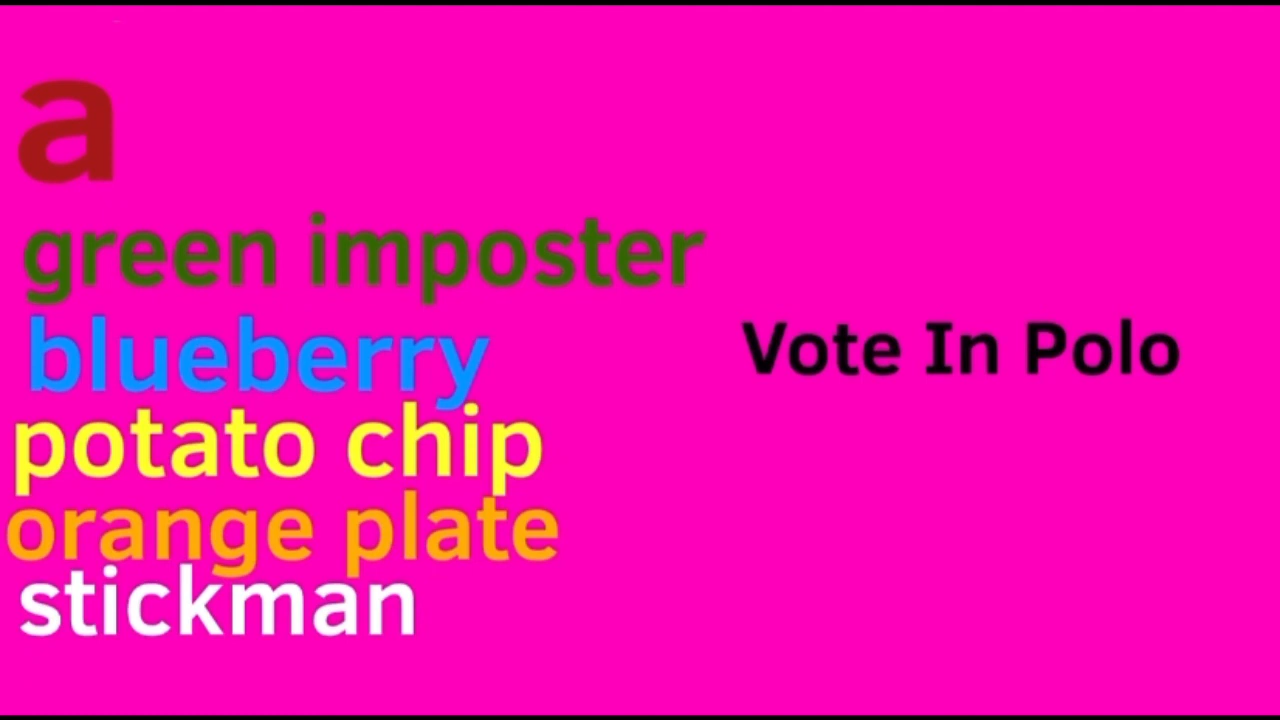 a
green imposter
blueberry
Vote In Polo
potato chip
orange plate
stickman